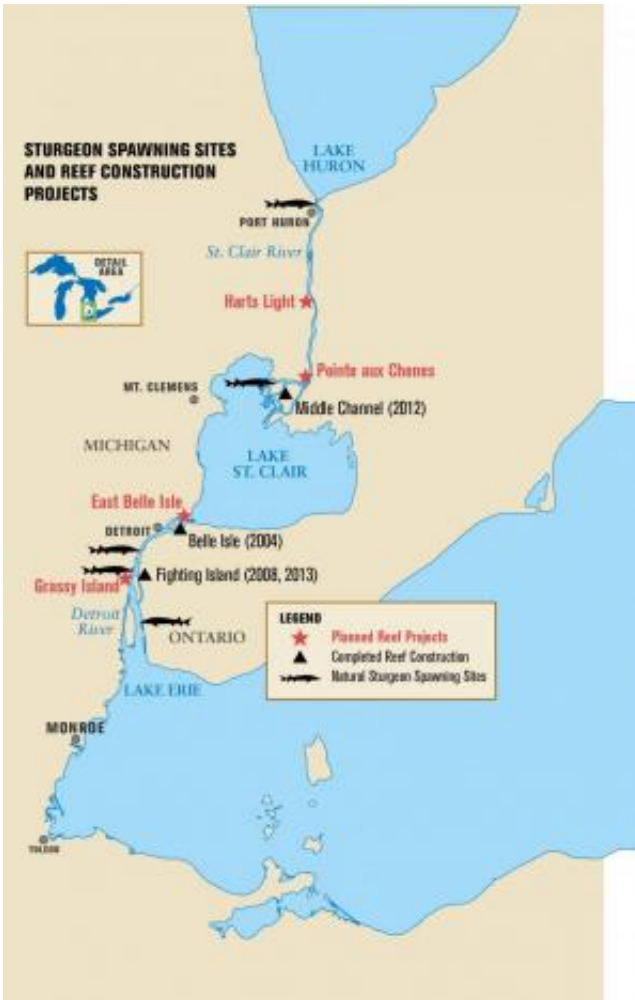 STURGEON SPAWNING SITES
AND REEF CONSTRUCTION
PROJECTS
LAKE
HURON
PORT HURON
St. Clair River
DETAIL
AREA
Harts Light
Pointe aux Chenes
MT. CLEMENS
Middle Channel (2012)
MICHIGAN
LAKE
ST. CLAIR
East Belle Isle
DETROIT
Belle Isle (2004)
Fighting Island (2008, 2013)
Grassy Island
Detroit
River
ONTARIO
LEGEND
Planned Reef Projects
Completed Reef Construction
Natural Sturgeon Spawning Sites
LAKE ERIE
MONROE
TOLEDO